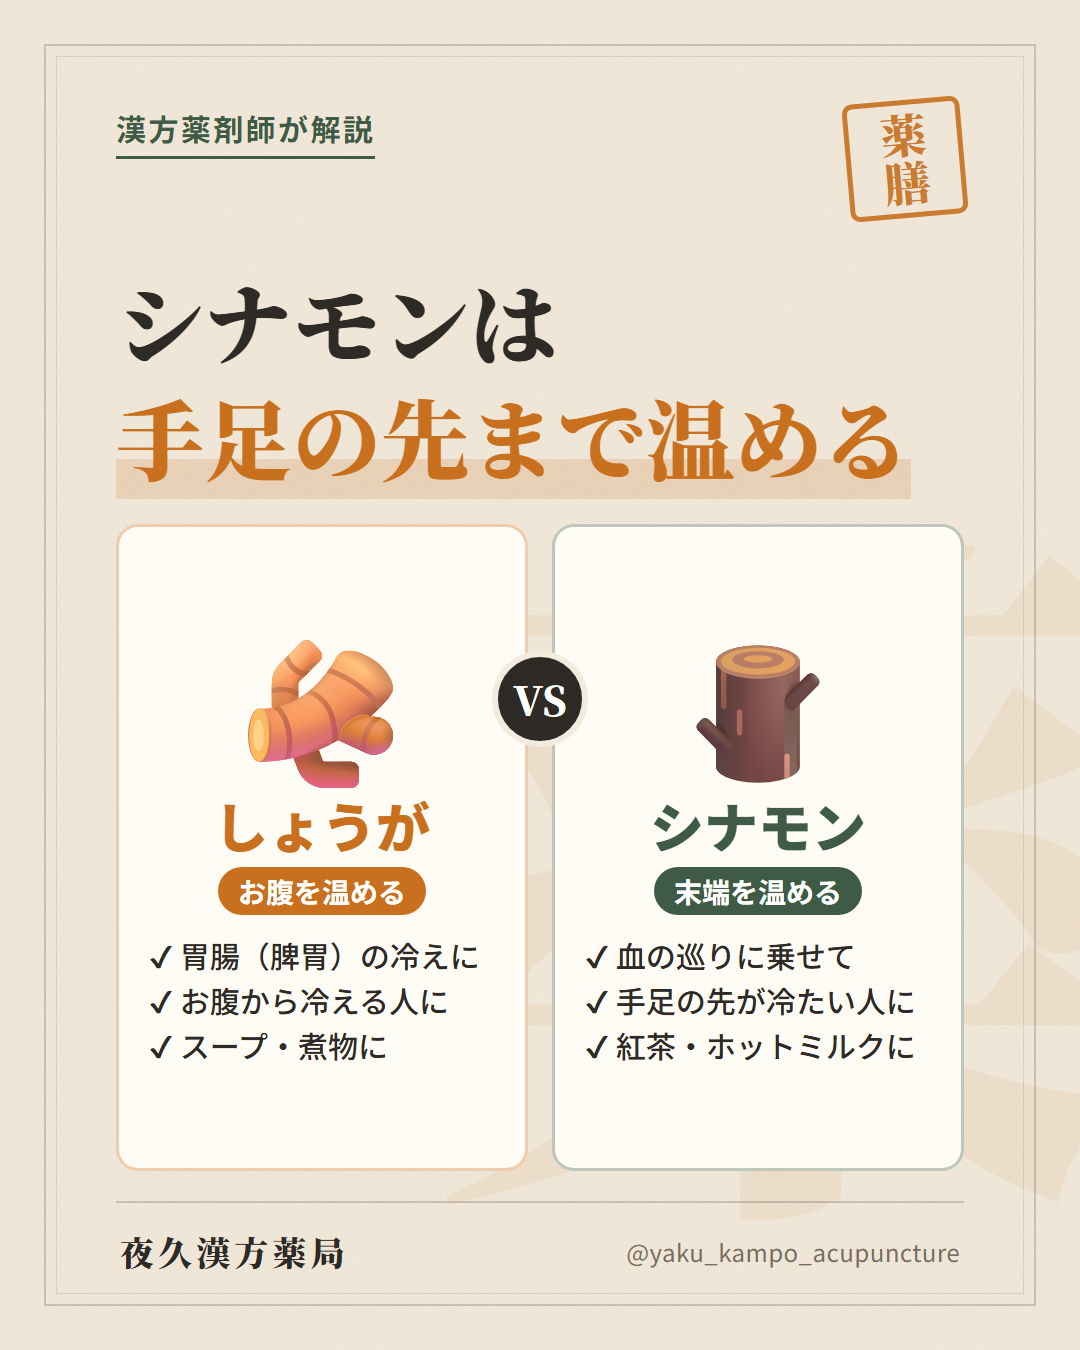 漢方薬剤師が解説
薬膳
シナモンは
手足の先まで温める
VS
しょうが
お腹を温める
✓ 胃腸（脾胃）の冷えに
✓ お腹から冷える人に
✓ スープ・煮物に
シナモン
末端を温める
✓ 血の巡りに乗せて
✓ 手足の先が冷たい人に
✓ 紅茶・ホットミルクに
夜久漢方薬局
@yaku_kampo_acupuncture